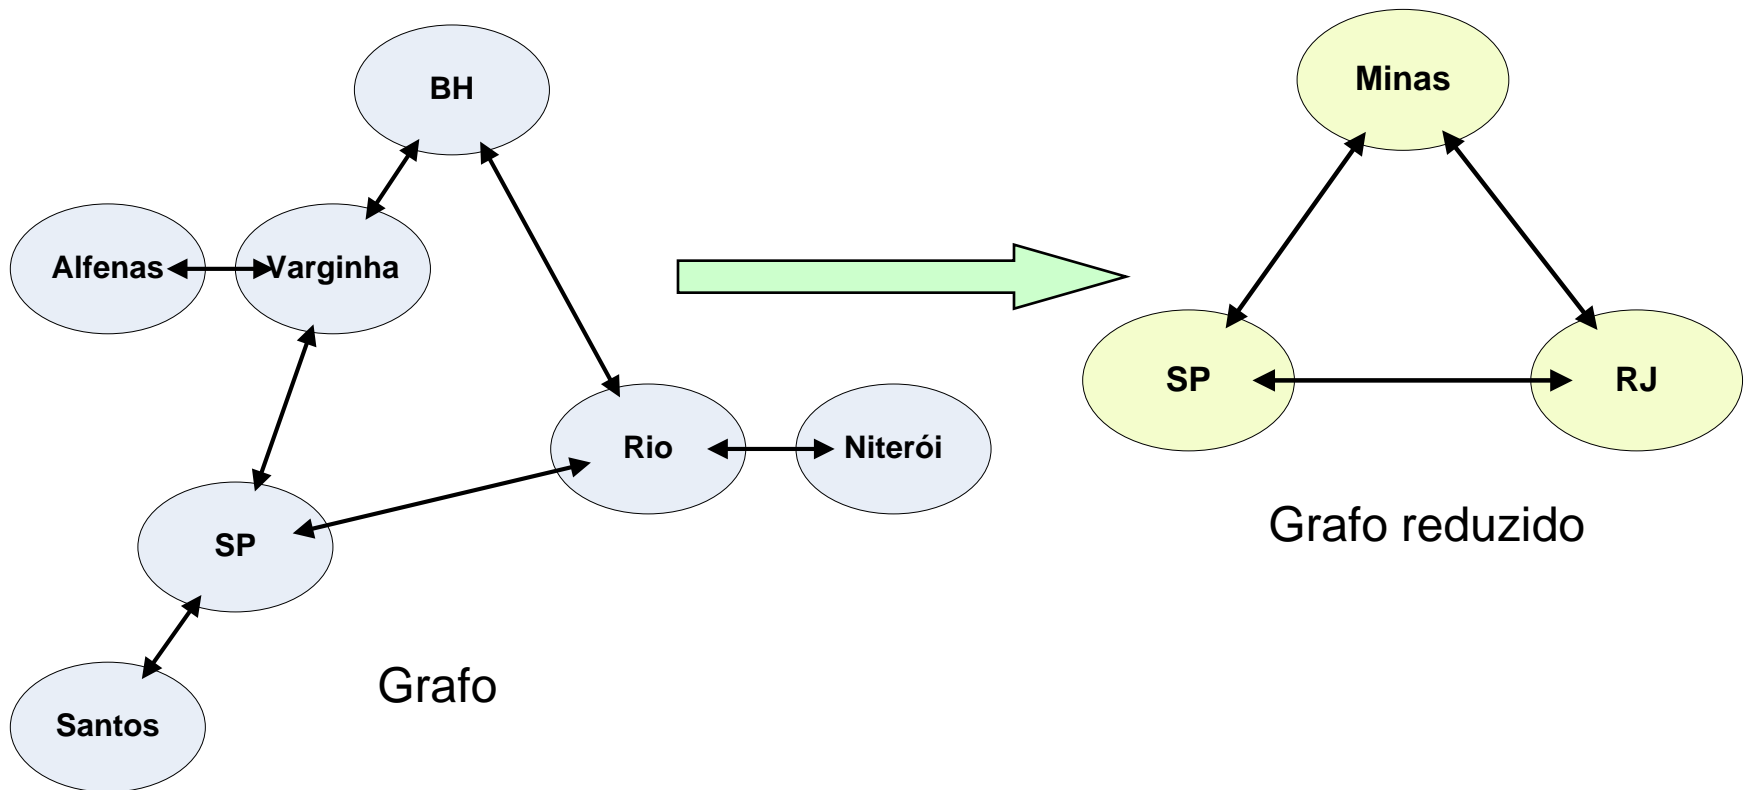 BH
Minas
Alfenas
Varginha
SP
RJ
Rio
Niterói
SP
Grafo reduzido
Grafo
Santos